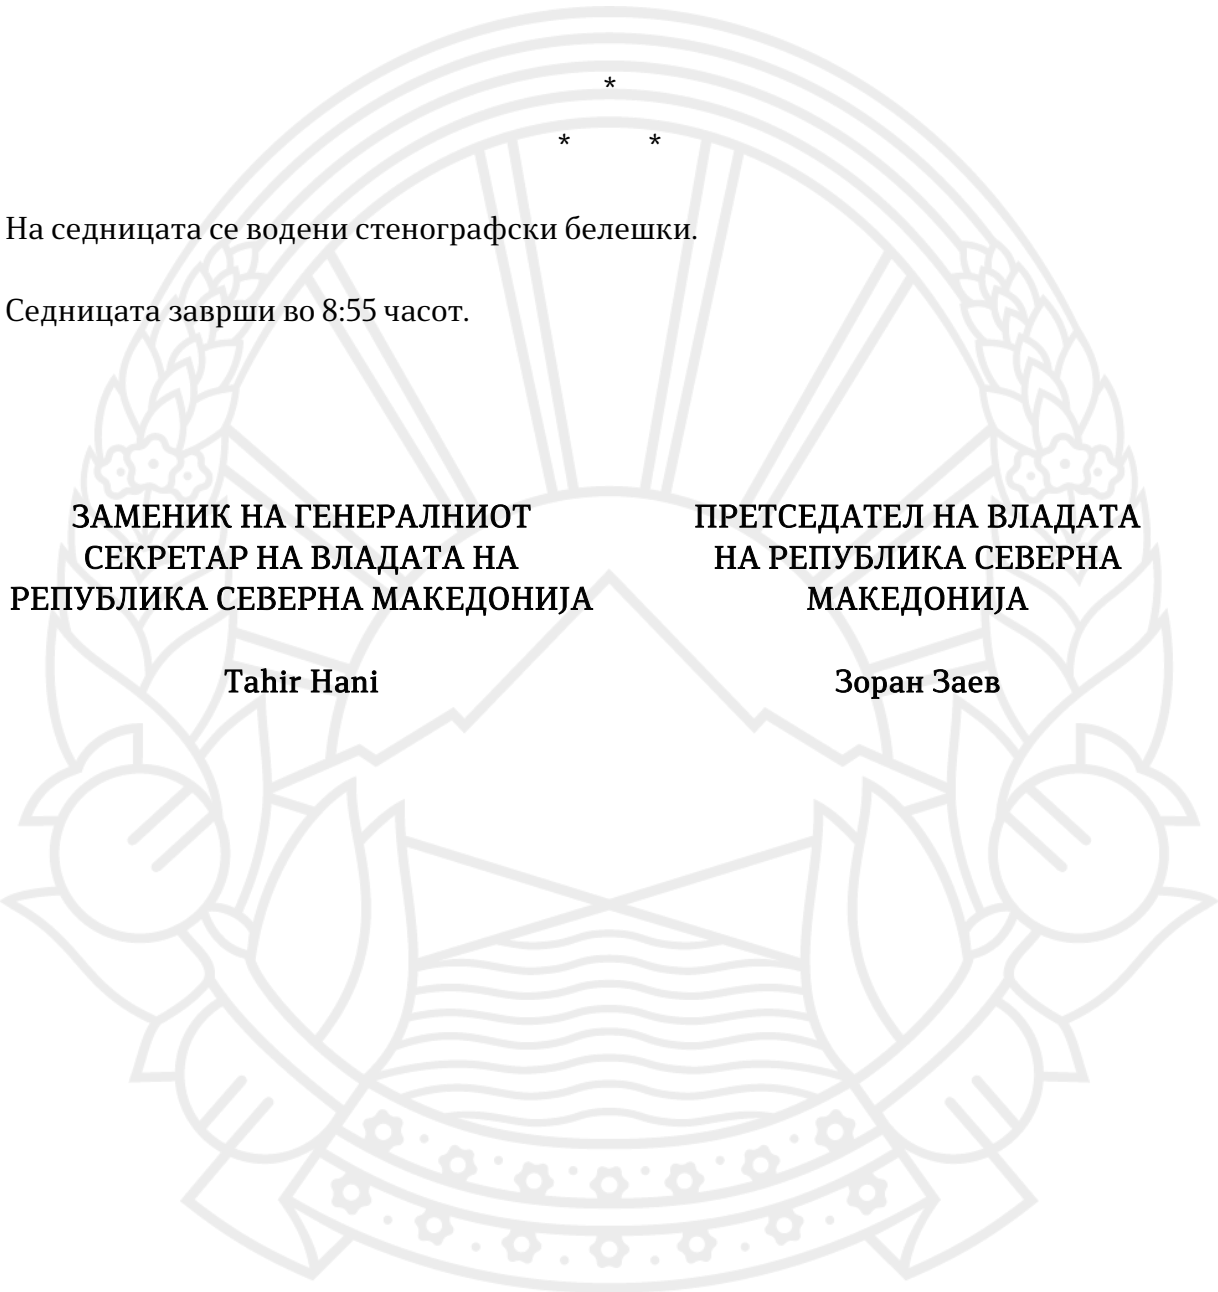 *
* *
На седницата се водени стенографски белешки.
Седницата заврши во 8:55 часот.
ЗАМЕНИК НА ГЕНЕРАЛНИОТ
СЕКРЕТАР НА ВЛАДАТА НА
РЕПУБЛИКА СЕВЕРНА МАКЕДОНИЈА
Tahir Hani
ПРЕТСЕДАТЕЛ НА ВЛАДАТА
НА РЕПУБЛИКА СЕВЕРНА
МАКЕДОНИЈА
Зоран Заев